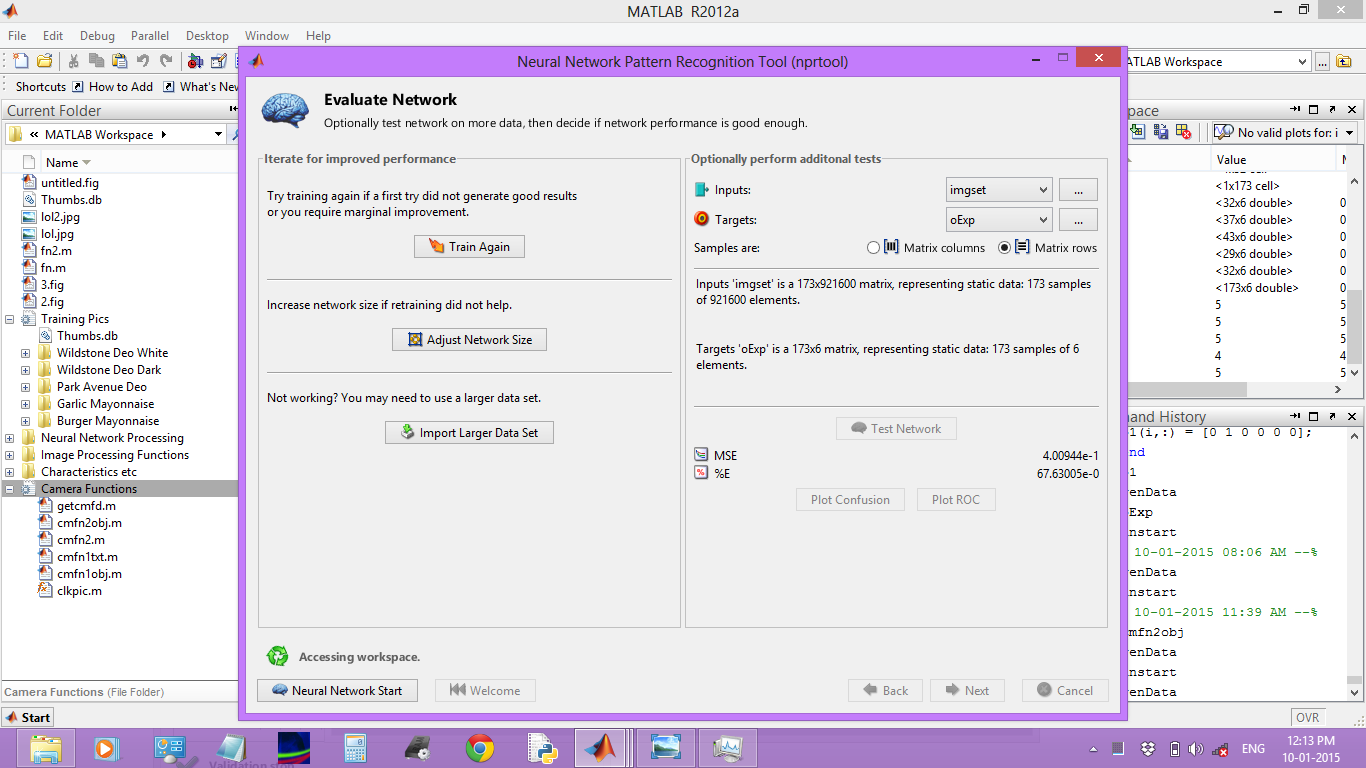 MATLAB R2012a
File Edit Debug Parallel Desktop Window Help
MATLAB Workspace
...
Shortcuts How to Add What's New
Current Folder
« MATLAB Workspace
Name
untitled.fig
Thumbs.db
lol2.jpg
lol.jpg
fn2.m
fn.m
3.fig
2.fig
Training Pics
Thumbs.db
Wildstone Deo White
Wildstone Deo Dark
Park Avenue Deo
Garlic Mayonnaise
Burger Mayonnaise
Neural Network Processing
Image Processing Functions
Characteristics etc
Camera Functions
getcmfd.m
cmfn2obj.m
cmfn2.m
cmfn1txt.m
cmfn1obj.m
clkpic.m
Camera Functions (File Folder)
Start
Neural Network Pattern Recognition Tool (nprtool)
Evaluate Network
Optionally test network on more data, then decide if network performance is good enough.
Iterate for improved performance
Try training again if a first try did not generate good results
or you require marginal improvement.
Train Again
Increase network size if retraining did not help.
Adjust Network Size
Not working? You may need to use a larger data set.
Import Larger Data Set
Optionally perform additonal tests
Inputs: imgset ...
Targets: oExp ...
Samples are: Matrix columns Matrix rows
Inputs 'imgset' is a 173x921600 matrix, representing static data: 173 samples
of 921600 elements.
Targets 'oExp' is a 173x6 matrix, representing static data: 173 samples of 6
elements.
Test Network
MSE 4.00944e-1
%E 67.63005e-0
Plot Confusion Plot ROC
Accessing workspace.
Neural Network Start Welcome Back Next Cancel
space
No valid plots for: i
Value
<1x173 cell>
<32x6 double> 0
<37x6 double> 0
<43x6 double> 0
<29x6 double> 0
<32x6 double> 0
<173x6 double> 0
5 5
5 5
5 5
4 4
5 5
and History
1(i,:) = [0 1 0 0 0 0];
nd
1
enData
Exp
nstart
10-01-2015 08:06 AM --%
enData
nstart
10-01-2015 11:39 AM --%
mfn2obj
enData
nstart
enData
OVR
ENG
12:13 PM
10-01-2015